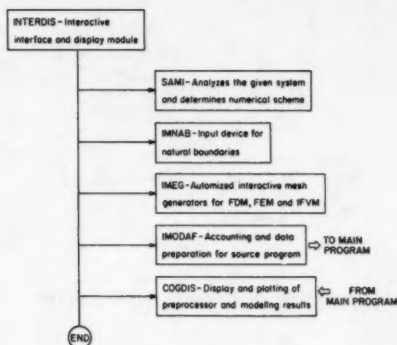 INTERDIS-Interactive
interface and display module
SAMI-Analyzes the given system
and determines numerical scheme
IMNAB-Input device for
natural boundaries
IMEG-Automized interactive mesh
generators for FDM, FEM and IFVM
IMODAF-Accounting and data
preparation for source program
TO MAIN
PROGRAM
COGDIS-Display and plotting of
preprocessor and modeling results
FROM
MAIN PROGRAM
END